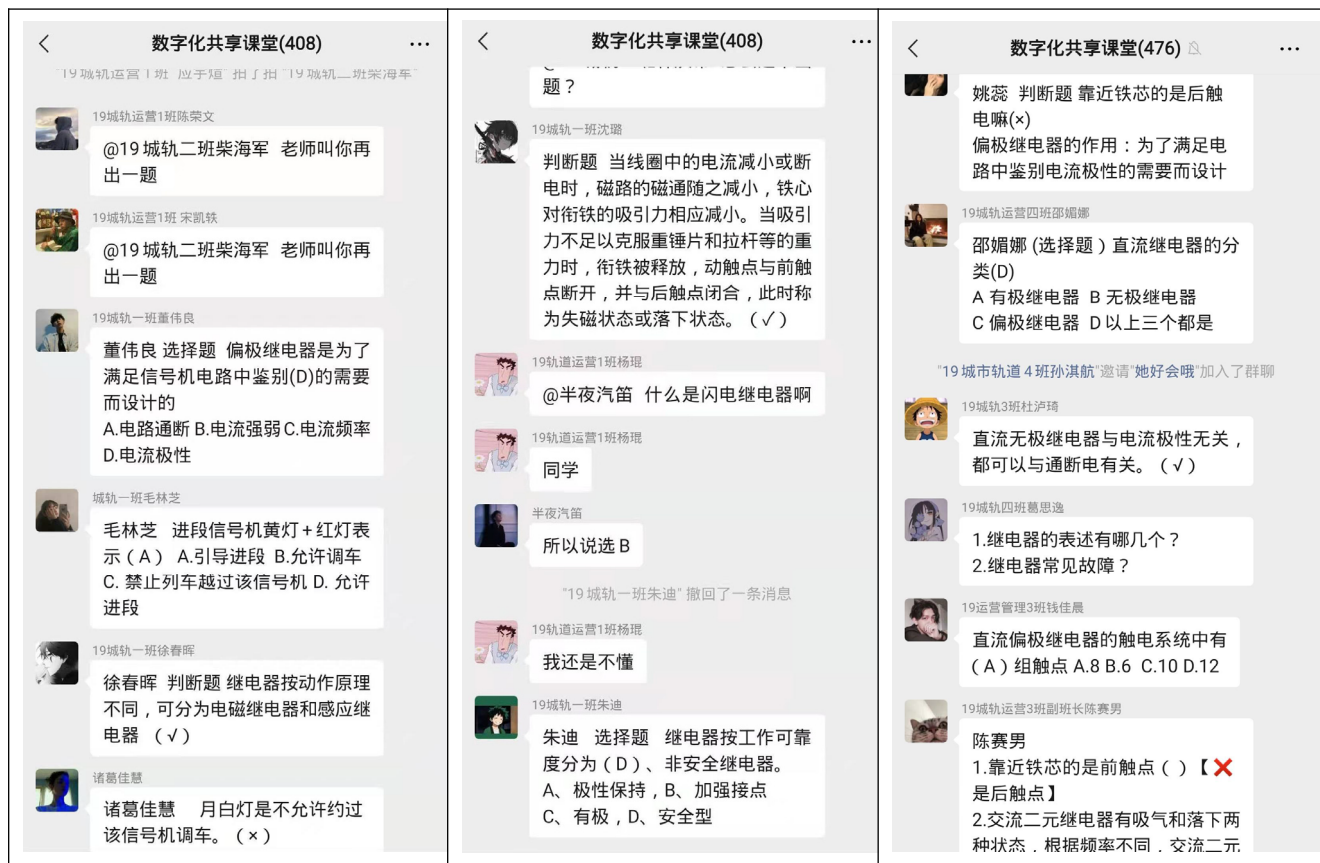 数字化共享课堂(408)
"19城轨运营1班 应宇煊" 拍了拍 "19城轨二班柴海军"
19城轨运营1班陈荣文
@19城轨二班柴海军 老师叫你再
出一题
19城轨运营1班 宋凯轶
@19城轨二班柴海军 老师叫你再
出一题
19城轨一班董伟良
董伟良 选择题 偏极继电器是为了
满足信号机电路中鉴别(D)的需要
而设计的
A.电路通断 B.电流强弱 C.电流频率
D.电流极性
城轨一班毛林芝
毛林芝 进段信号机黄灯+红灯表
示（A） A.引导进段 B.允许调车
C. 禁止列车越过该信号机 D. 允许
进段
19城轨一班徐春晖
徐春晖 判断题 继电器按动作原理
不同，可分为电磁继电器和感应继
电器 （√）
诸葛佳慧
诸葛佳慧 月白灯是不允许约过
该信号机调车。（×）
数字化共享课堂(408)
题？
19城轨一班沈璐
判断题 当线圈中的电流减小或断
电时，磁路的磁通随之减小，铁心
对衔铁的吸引力相应减小。当吸引
力不足以克服重锤片和拉杆等的重
力时，衔铁被释放，动触点与前触
点断开，并与后触点闭合，此时称
为失磁状态或落下状态。（√）
19轨道运营1班杨琨
@半夜汽笛 什么是闪电继电器啊
19轨道运营1班杨琨
同学
半夜汽笛
所以说选B
"19城轨一班朱迪" 撤回了一条消息
19轨道运营1班杨琨
我还是不懂
19城轨一班朱迪
朱迪 选择题 继电器按工作可靠
度分为（D）、非安全继电器。
A、极性保持，B、加强接点
C、有极，D、安全型
数字化共享课堂(476)
姚蕊 判断题 靠近铁芯的是后触
电嘛(×)
偏极继电器的作用：为了满足电
路中鉴别电流极性的需要而设计
19城轨运营四班邵媚娜
邵媚娜 (选择题）直流继电器的分
类(D)
A 有极继电器 B 无极继电器
C 偏极继电器 D 以上三个都是
"19城市轨道4班孙淇航"邀请"她好会哦"加入了群聊
19城轨3班杜泸琦
直流无极继电器与电流极性无关，
都可以与通断电有关。（√）
19城轨四班葛思逸
1.继电器的表述有哪几个？
2.继电器常见故障？
19运营管理3班钱佳晨
直流偏极继电器的触电系统中有
（A）组触点 A.8 B.6 C.10 D.12
19城轨运营3班副班长陈赛男
陈赛男
1.靠近铁芯的是前触点（ ）【❌
是后触点】
2.交流二元继电器有吸气和落下两
种状态，根据频率不同，交流二元